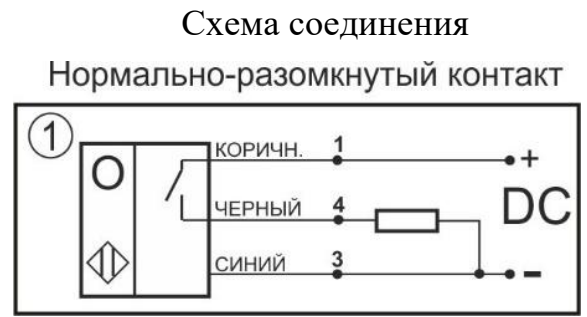 Схема соединения
Нормально-разомкнутый контакт
1
О
КОРИЧН. 1 +
ЧЕРНЫЙ 4 DC
СИНИЙ 3 -